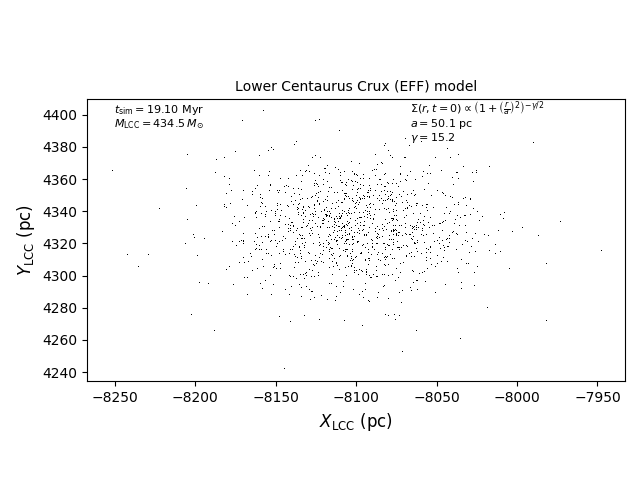 Lower Centaurus Crux (EFF) model
t_sim = 19.10 Myr
M_LCC = 434.5 M_⊙
Σ(r, t = 0) ∝ (1 + (r/a)²)^(−γ/2)
a = 50.1 pc
γ = 15.2
Y_LCC (pc)
4400
4380
4360
4340
4320
4300
4280
4260
4240
−8250 −8200 −8150 −8100 −8050 −8000 −7950
X_LCC (pc)